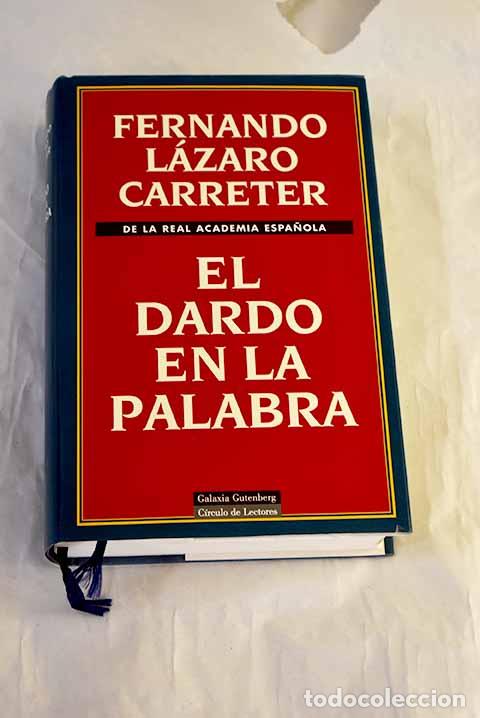 FERNANDO
LÁZARO
CARRETER
DE LA REAL ACADEMIA ESPAÑOLA
EL
DARDO
EN LA
PALABRA
Galaxia Gutenberg
Círculo de Lectores
todocoleccion